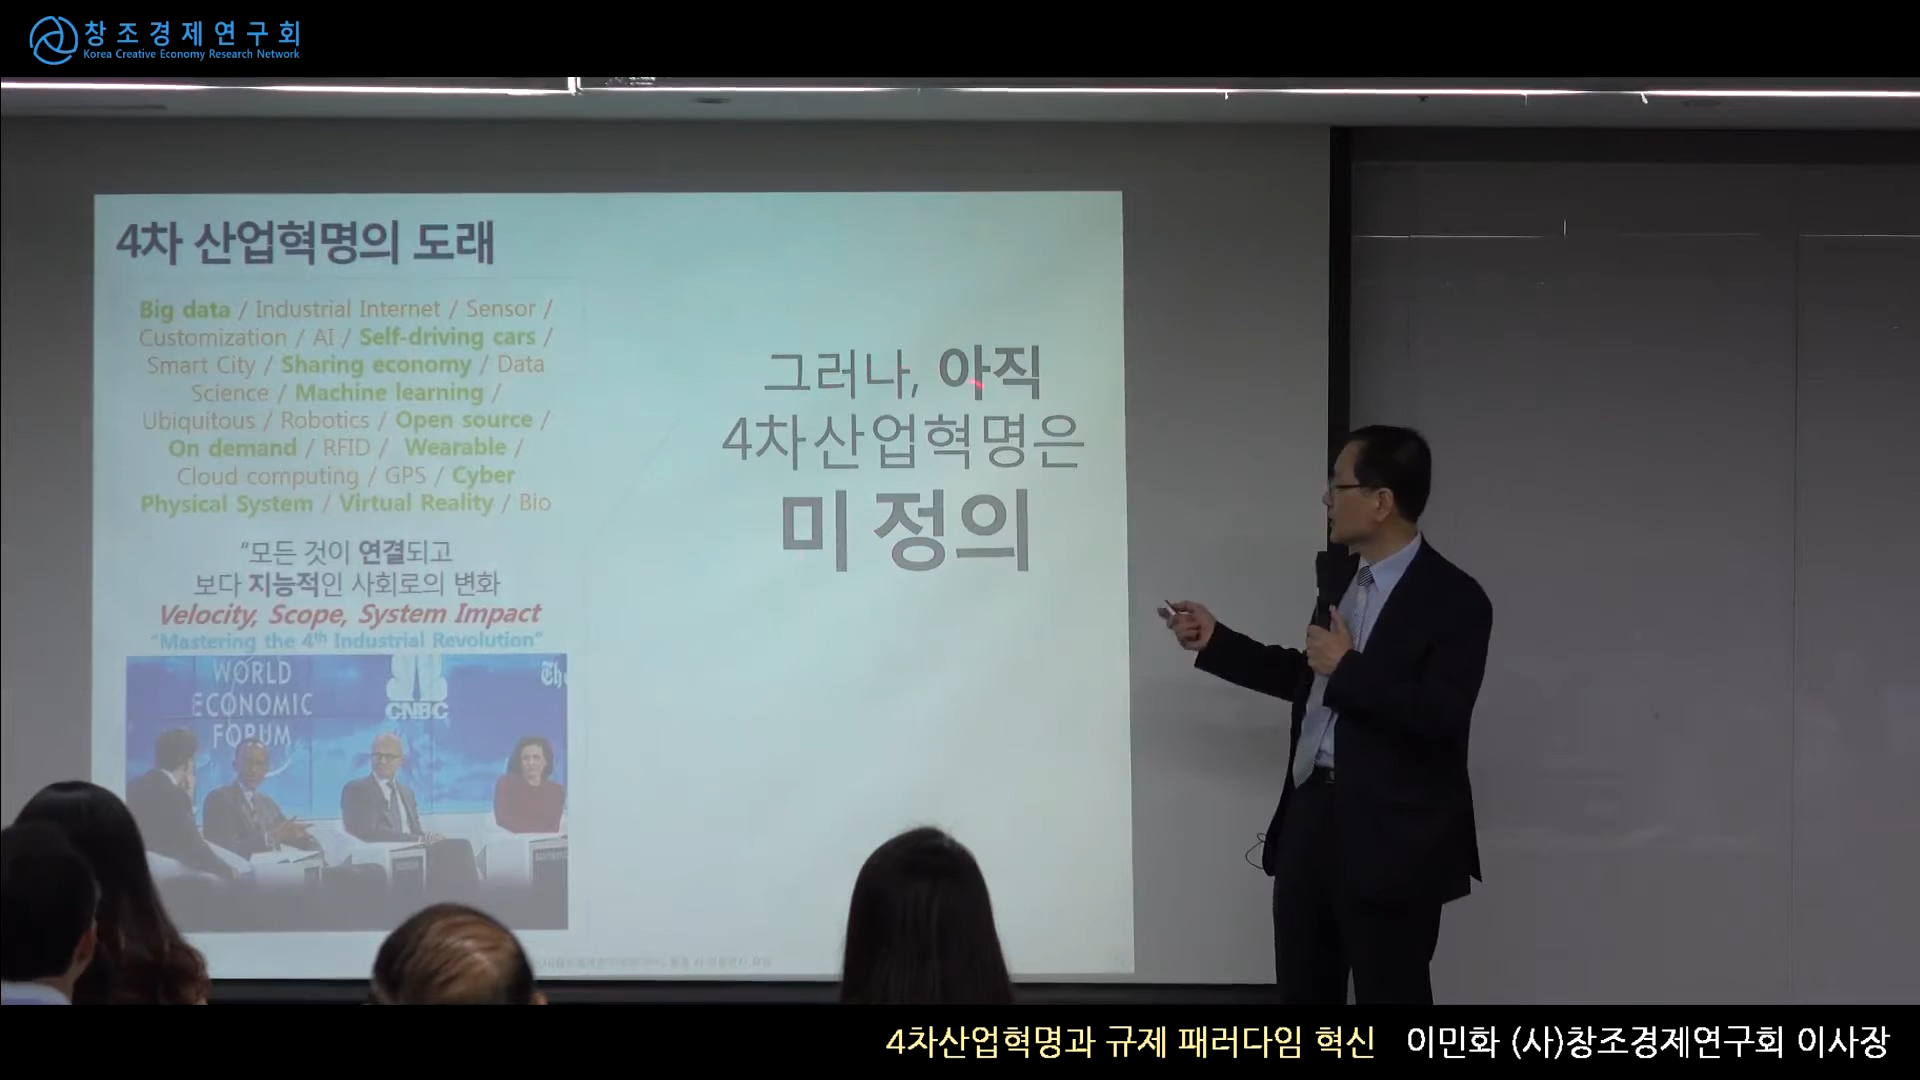 창조경제연구회
Korea Creative Economy Research Network
4차 산업혁명의 도래
Big data / Industrial Internet / Sensor /
Customization / AI / Self-driving cars /
Smart City / Sharing economy / Data
Science / Machine learning /
Ubiquitous / Robotics / Open source /
On demand / RFID / Wearable /
Cloud computing / GPS / Cyber
Physical System / Virtual Reality / Bio
“모든 것이 연결되고
보다 지능적인 사회로의 변화
Velocity, Scope, System Impact
“Mastering the 4th Industrial Revolution”
WORLD
ECONOMIC
FORUM
CNBC
The
그러나, 아직
4차산업혁명은
미 정의
4차산업혁명과 규제 패러다임 혁신 이민화 (사)창조경제연구회 이사장